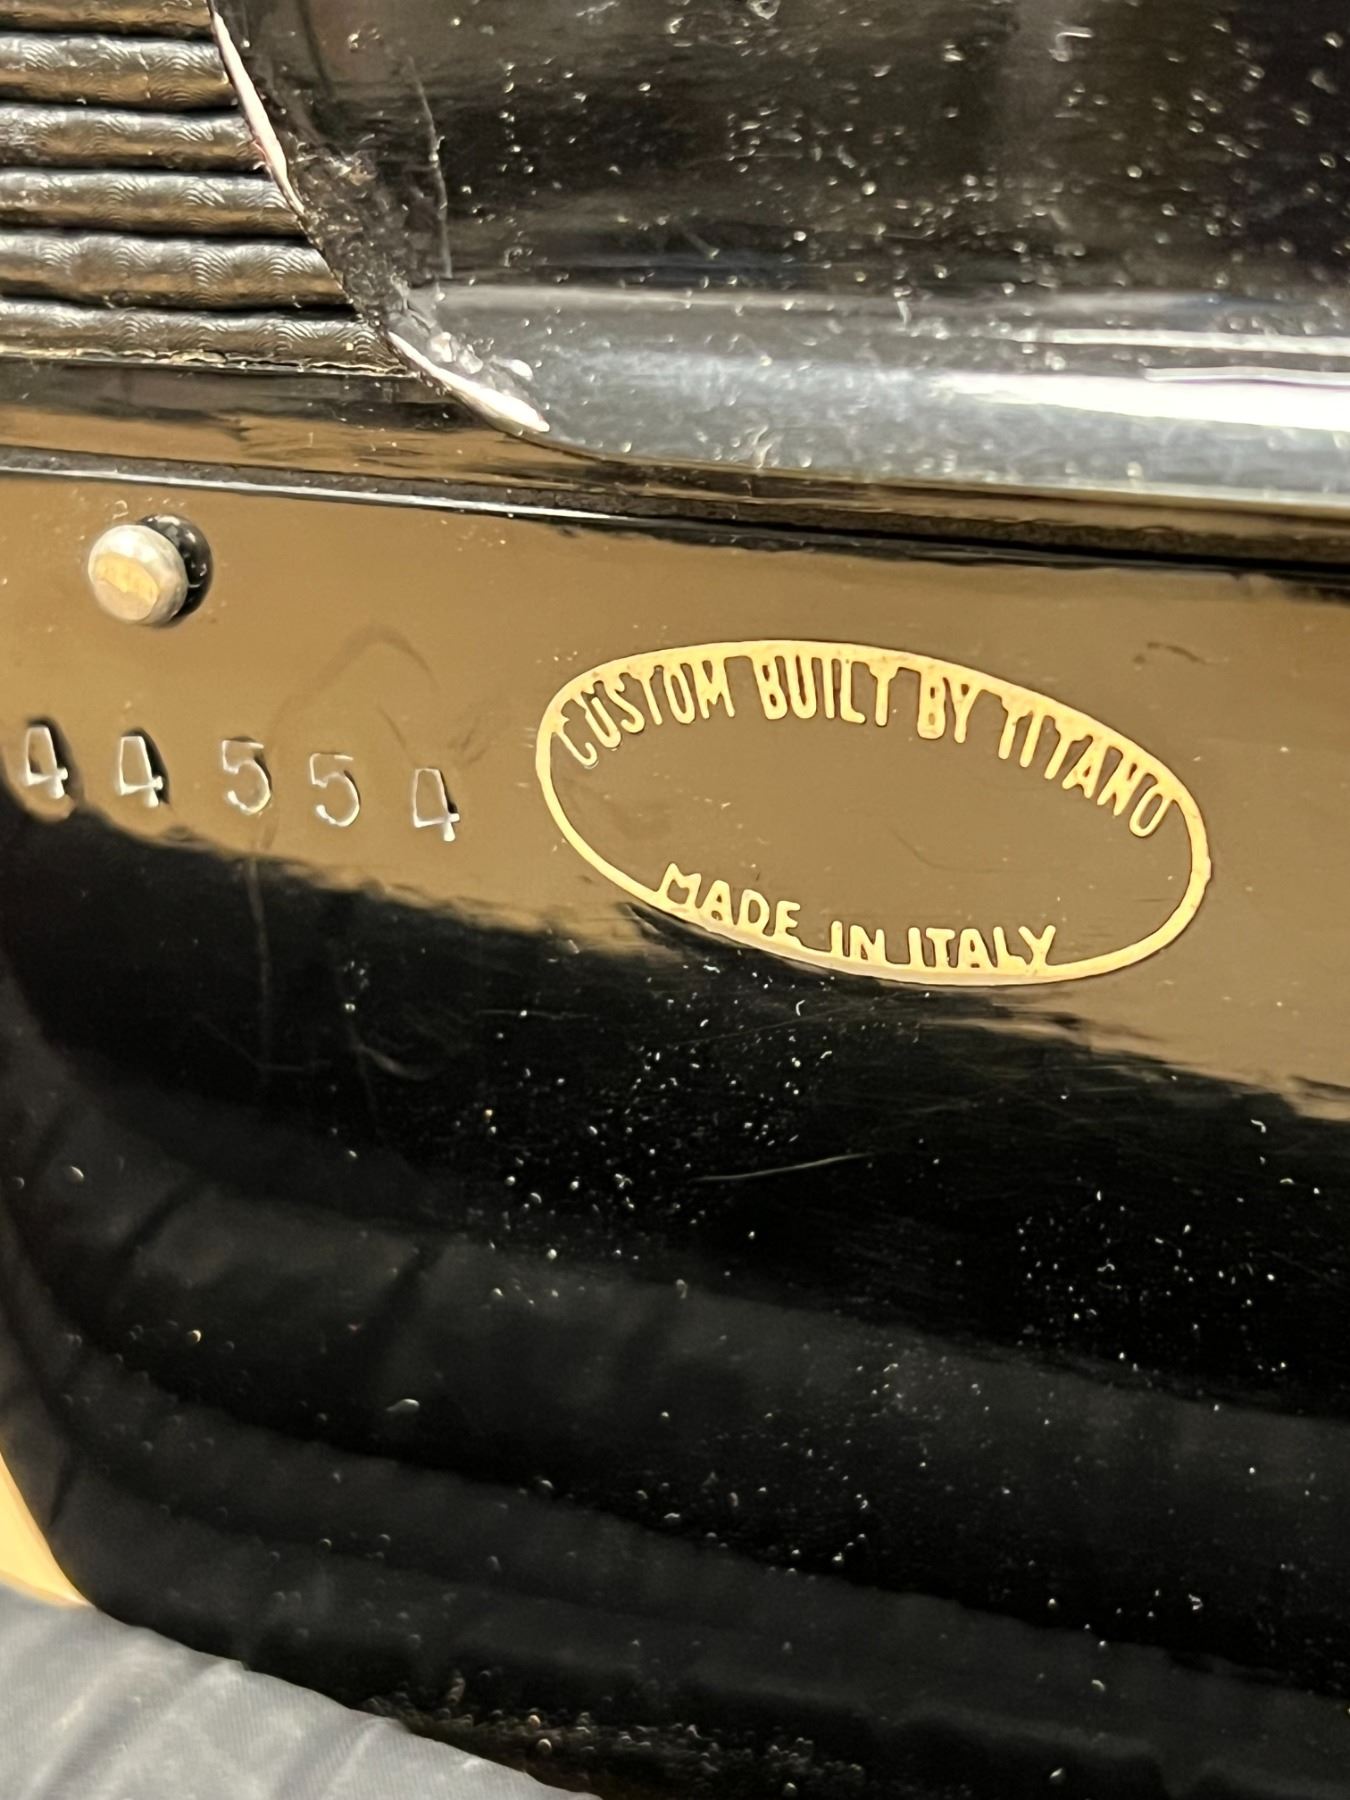 44554
CUSTOM BUILT BY TITANO
MADE IN ITALY